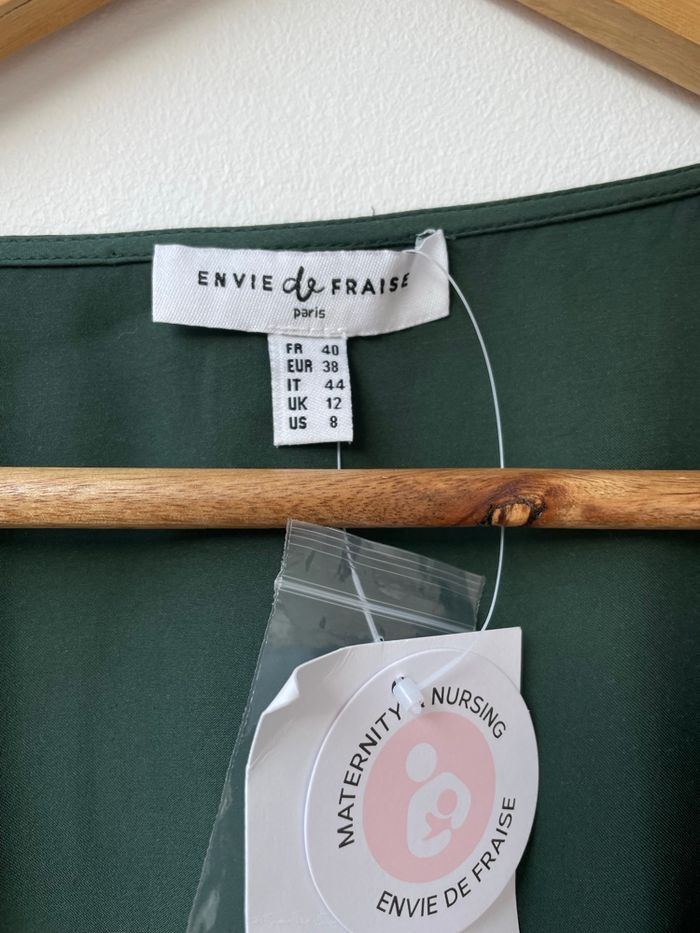 ENVIE de FRAISE
paris
FR 40
EUR 38
IT 44
UK 12
US 8
MATERNITY & NURSING
ENVIE DE FRAISE